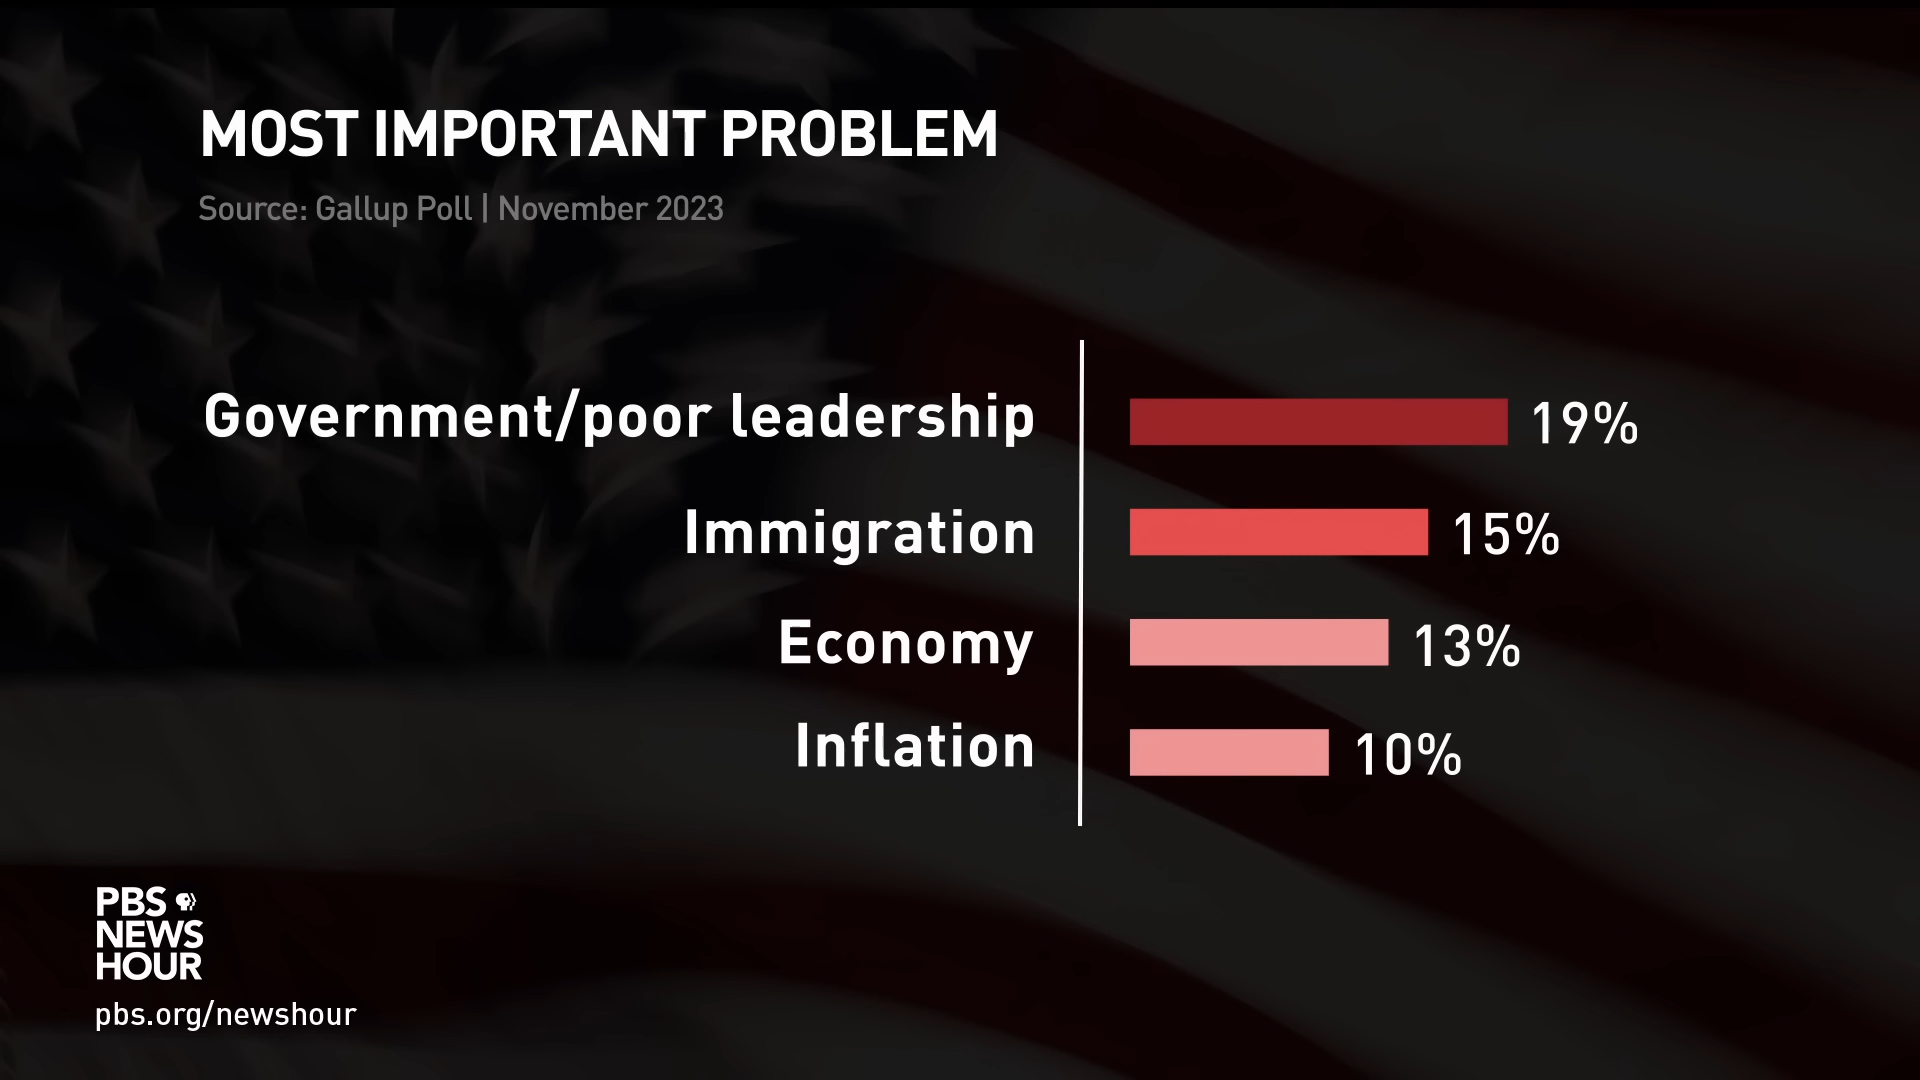 MOST IMPORTANT PROBLEM
Source: Gallup Poll | November 2023
Government/poor leadership 19%
Immigration 15%
Economy 13%
Inflation 10%
PBS
NEWS
HOUR
pbs.org/newshour